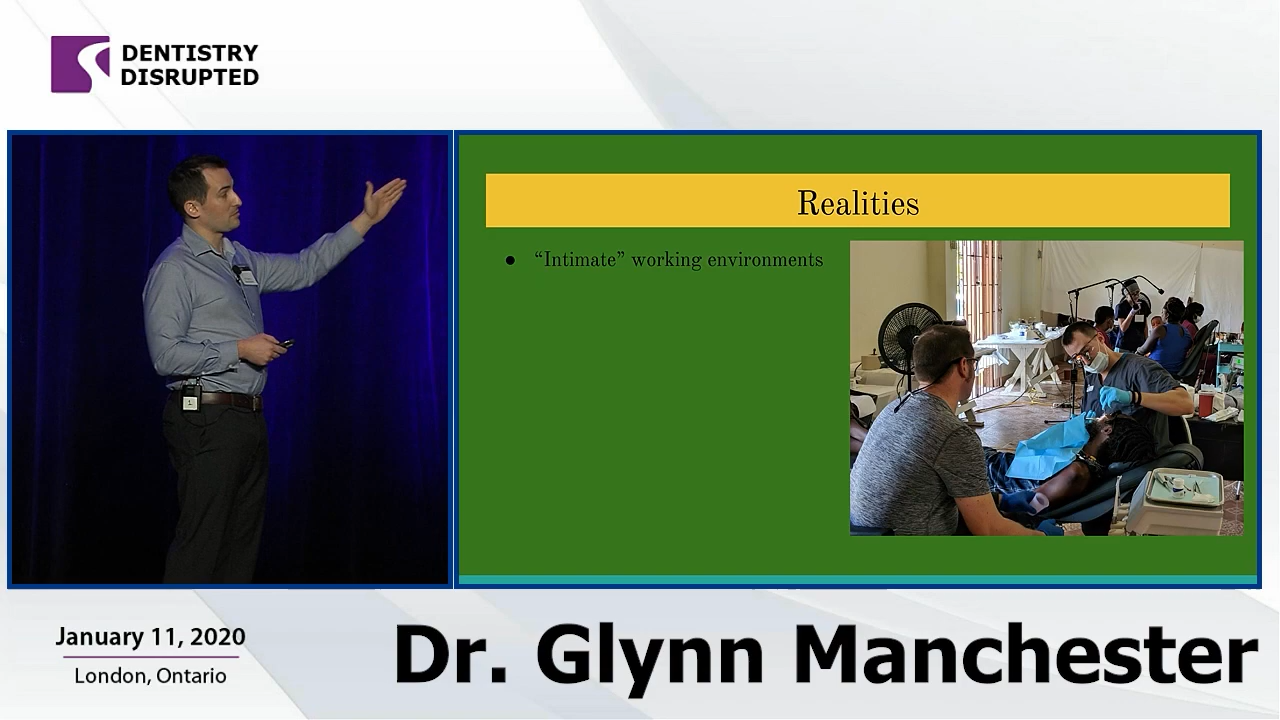 DENTISTRY
DISRUPTED
Realities
● “Intimate” working environments
January 11, 2020
London, Ontario
Dr. Glynn Manchester